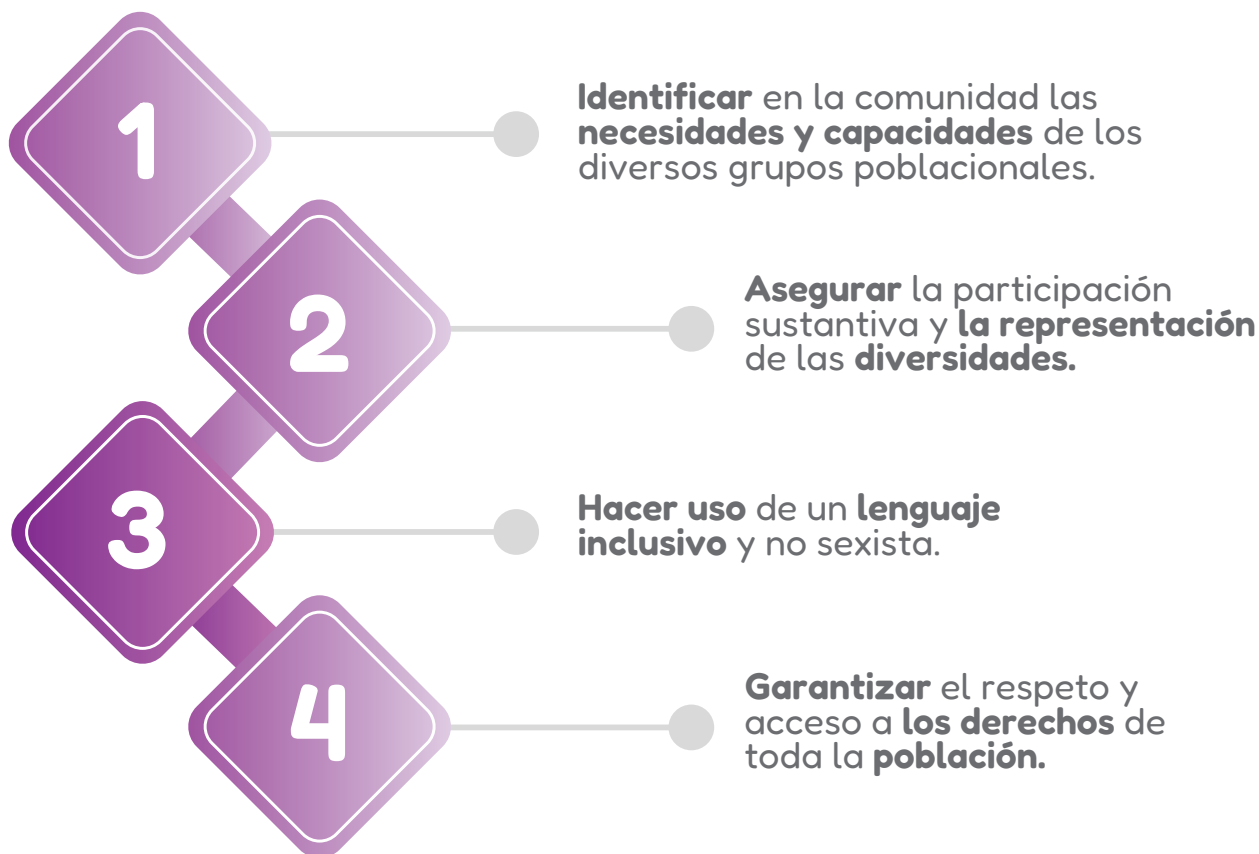 1
Identificar en la comunidad las
necesidades y capacidades de los
diversos grupos poblacionales.
2
Asegurar la participación
sustantiva y la representación
de las diversidades.
3
Hacer uso de un lenguaje
inclusivo y no sexista.
4
Garantizar el respeto y
acceso a los derechos de
toda la población.